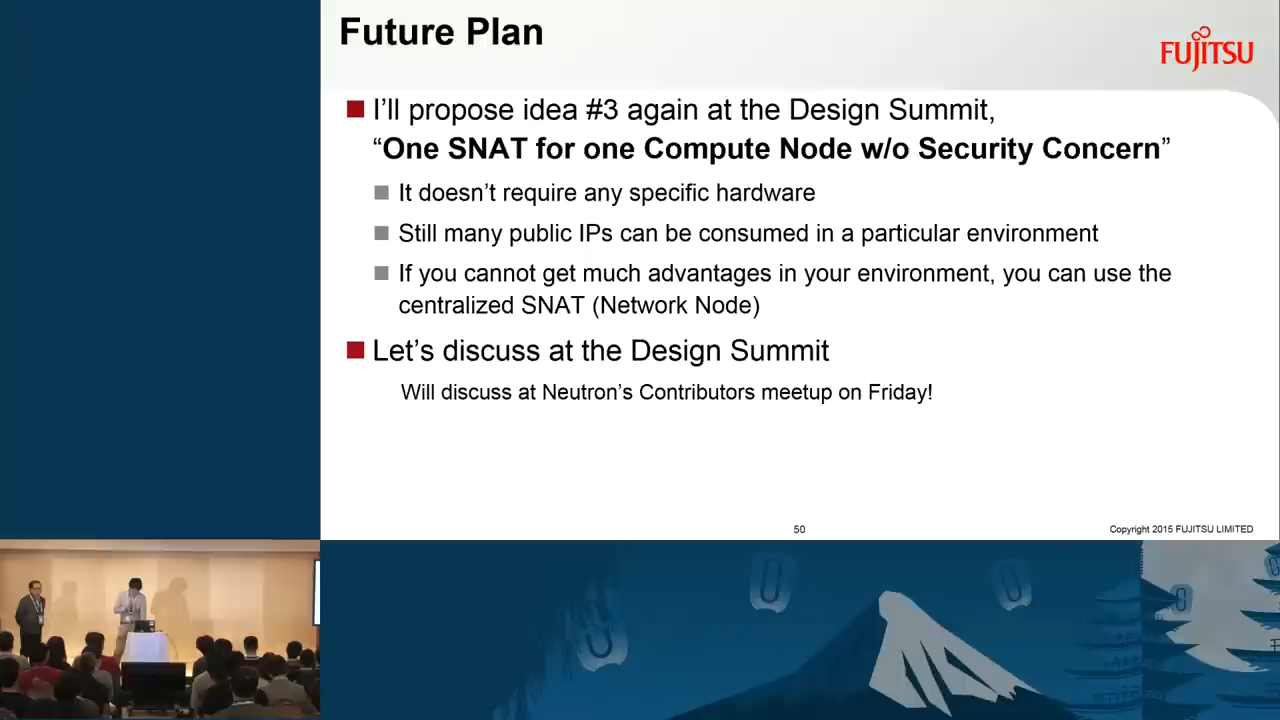 Future Plan
FUJITSU
I'll propose idea #3 again at the Design Summit,
“One SNAT for one Compute Node w/o Security Concern”
It doesn't require any specific hardware
Still many public IPs can be consumed in a particular environment
If you cannot get much advantages in your environment, you can use the
centralized SNAT (Network Node)
Let's discuss at the Design Summit
Will discuss at Neutron's Contributors meetup on Friday!
50
Copyright 2015 FUJITSU LIMITED